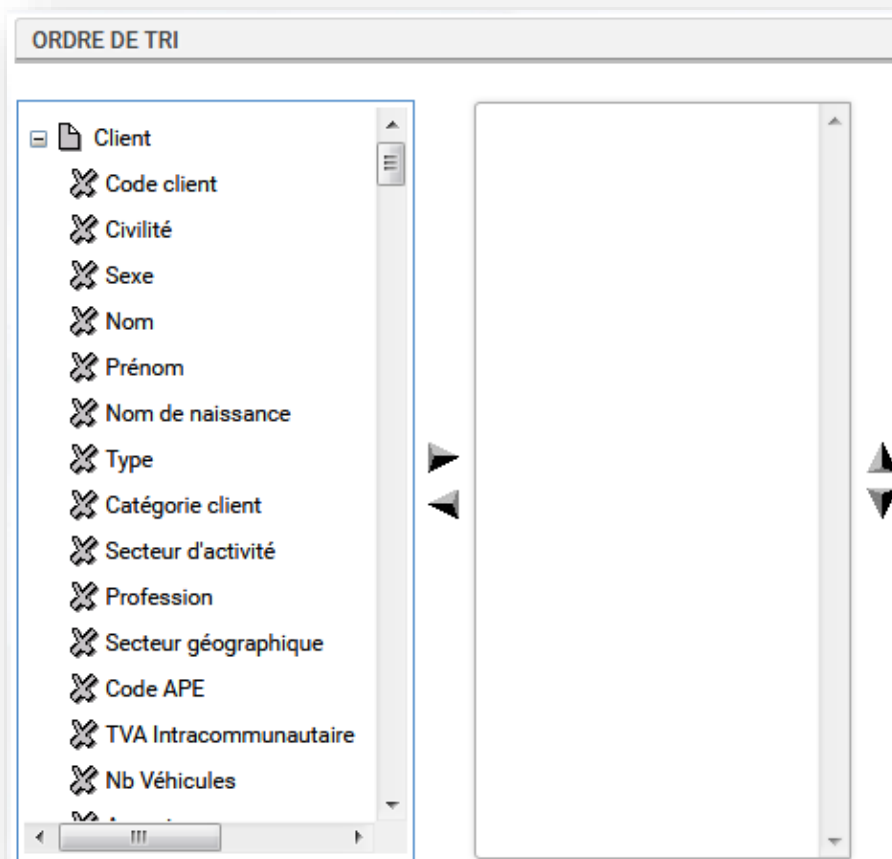 ORDRE DE TRI
Client
Code client
Civilité
Sexe
Nom
Prénom
Nom de naissance
Type
Catégorie client
Secteur d'activité
Profession
Secteur géographique
Code APE
TVA Intracommunautaire
Nb Véhicules